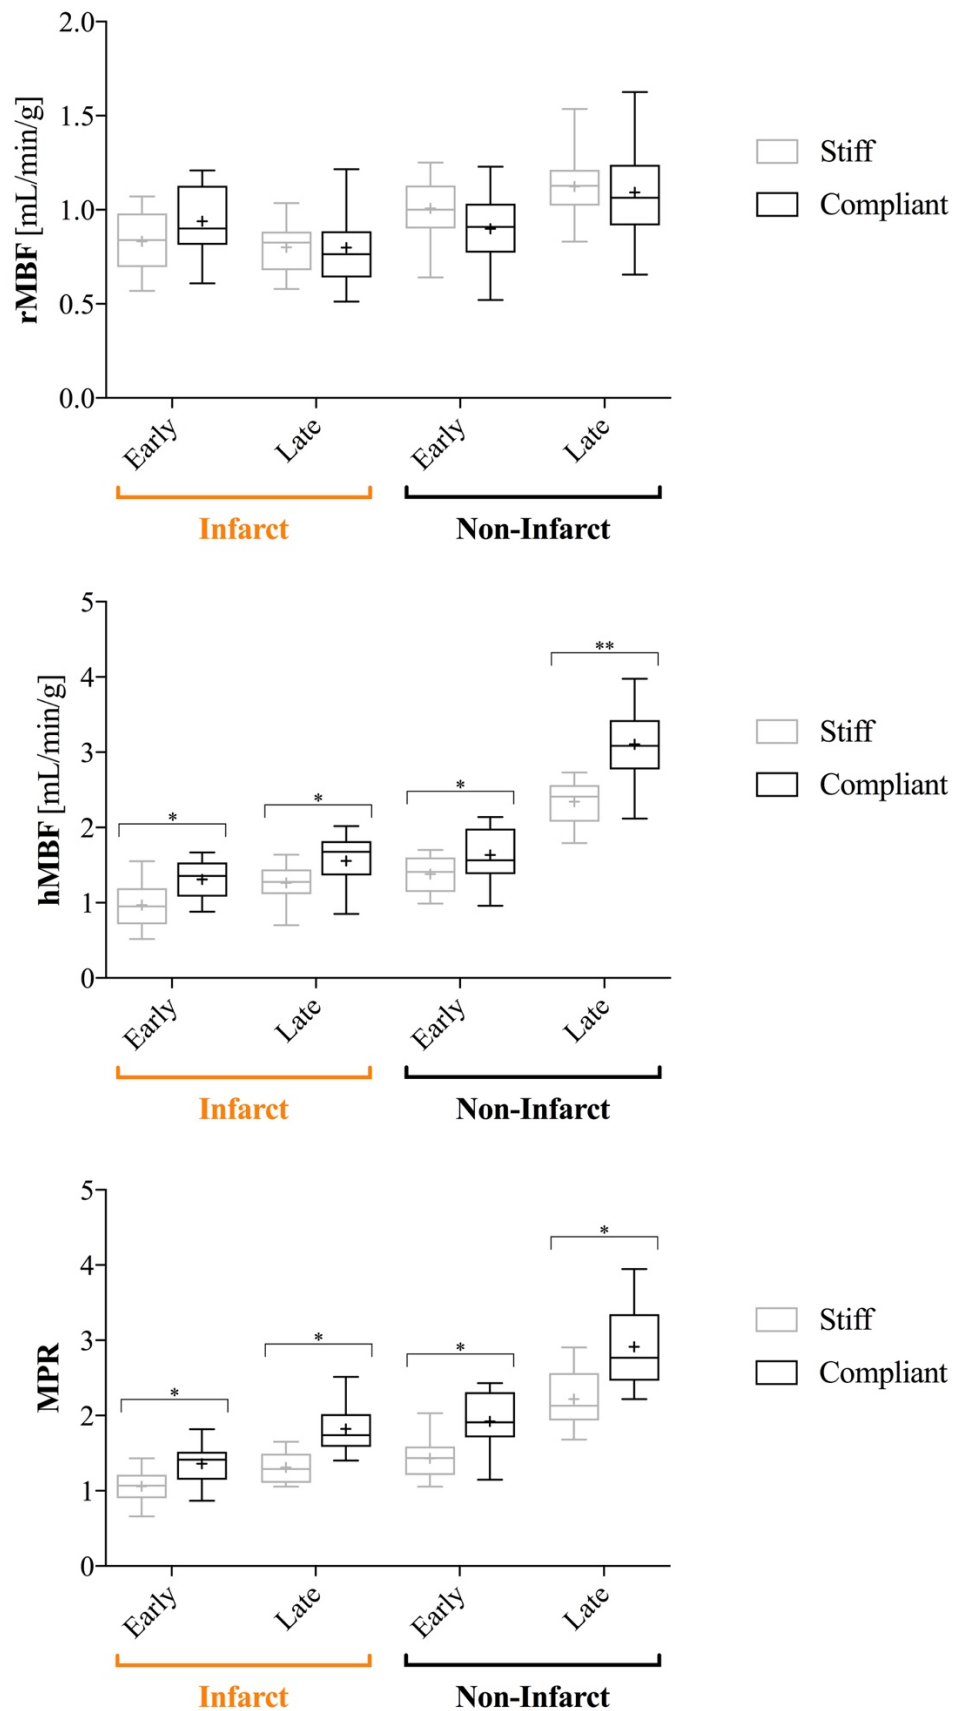 2.0
1.5
1.0
0.5
0.0
rMBF [mL/min/g]
Early
Late
Early
Late
Infarct
Non-Infarct
Stiff
Compliant
5
4
3
2
1
0
hMBF [mL/min/g]
*
*
*
**
Early
Late
Early
Late
Infarct
Non-Infarct
Stiff
Compliant
5
4
3
2
1
0
MPR
*
*
*
*
Early
Late
Early
Late
Infarct
Non-Infarct
Stiff
Compliant